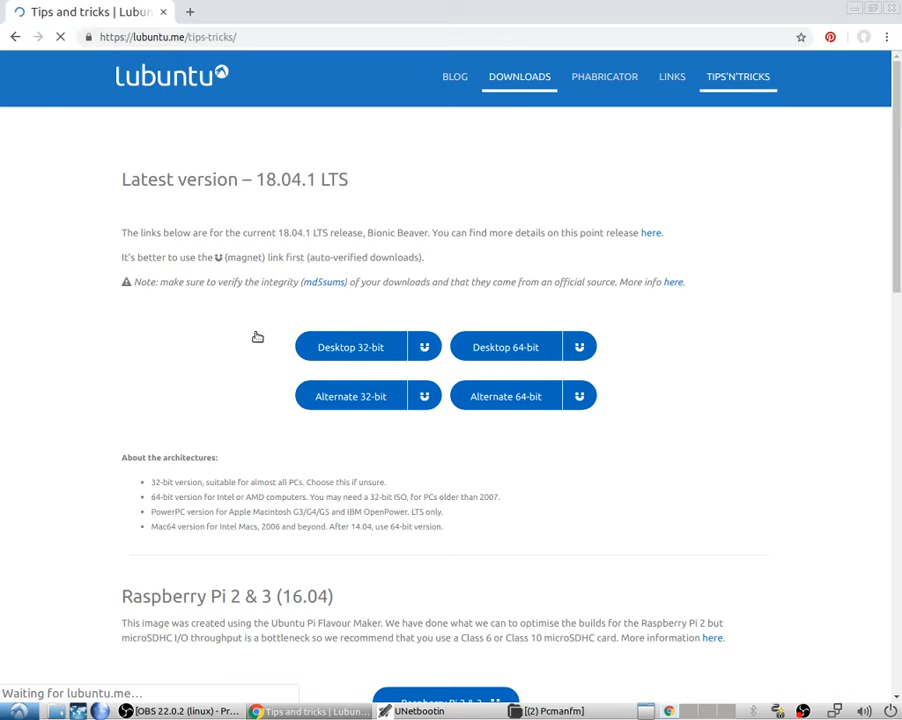 Tips and tricks | Lubun
https://lubuntu.me/tips-tricks/
lubuntu
BLOG DOWNLOADS PHABRICATOR LINKS TIPS'N'TRICKS
Latest version – 18.04.1 LTS
The links below are for the current 18.04.1 LTS release, Bionic Beaver. You can find more details on this point release here.
It's better to use the (magnet) link first (auto-verified downloads).
Note: make sure to verify the integrity (md5sums) of your downloads and that they come from an official source. More info here.
Desktop 32-bit Desktop 64-bit
Alternate 32-bit Alternate 64-bit
About the architectures:
32-bit version, suitable for almost all PCs. Choose this if unsure.
64-bit version for Intel or AMD computers. You may need a 32-bit ISO, for PCs older than 2007.
PowerPC version for Apple Macintosh G3/G4/G5 and IBM OpenPower. LTS only.
Mac64 version for Intel Macs, 2006 and beyond. After 14.04, use 64-bit version.
Raspberry Pi 2 & 3 (16.04)
This image was created using the Ubuntu Pi Flavour Maker. We have done what we can to optimise the builds for the Raspberry Pi 2 but
microSDHC I/O throughput is a bottleneck so we recommend that you use a Class 6 or Class 10 microSDHC card. More information here.
Raspberry Pi 2 & 3
Waiting for lubuntu.me...
[OBS 22.0.2 (linux) - Pr... Tips and tricks | Lubun... UNetbootin [(2) Pcmanfm]